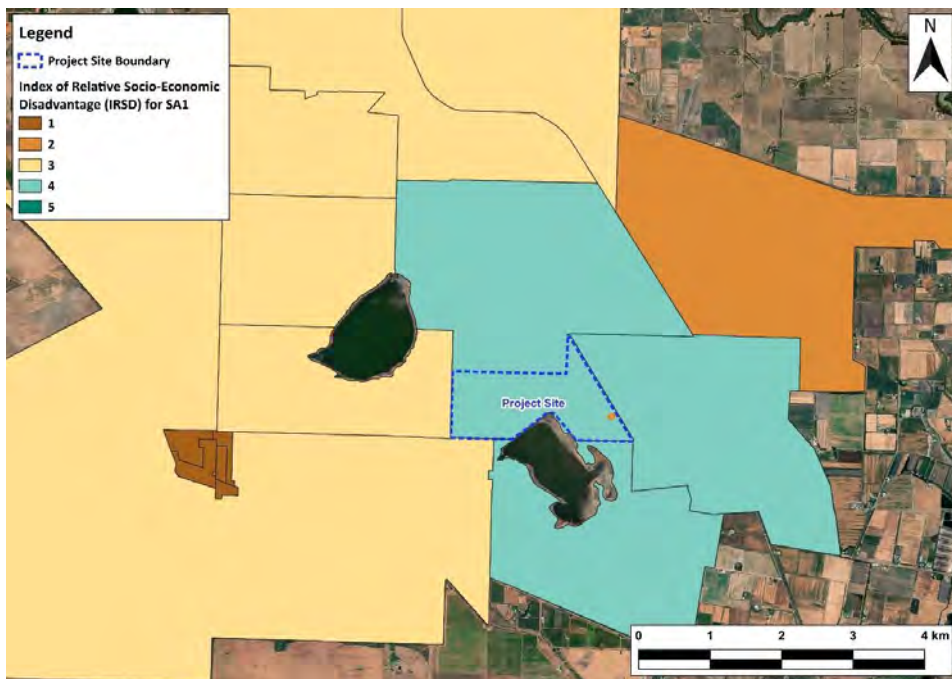 Legend
Project Site Boundary
Index of Relative Socio-Economic
Disadvantage (IRSD) for SA1
1
2
3
4
5
N
Project Site
0 1 2 3 4 km